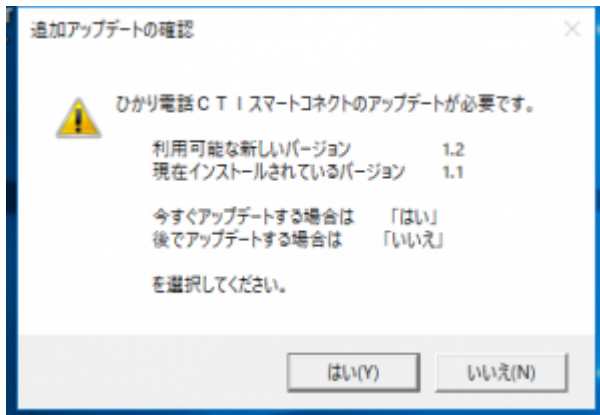 追加アップデートの確認
ひかり電話CTIスマートコネクトのアップデートが必要です。
利用可能な新しいバージョン 1.2
現在インストールされているバージョン 1.1
今すぐアップデートする場合は 「はい」
後でアップデートする場合は 「いいえ」
を選択してください。
はい(Y) いいえ(N)